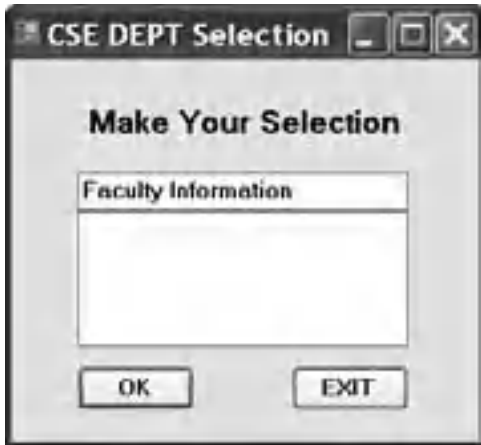 CSE DEPT Selection
Make Your Selection
Faculty Information
OK EXIT